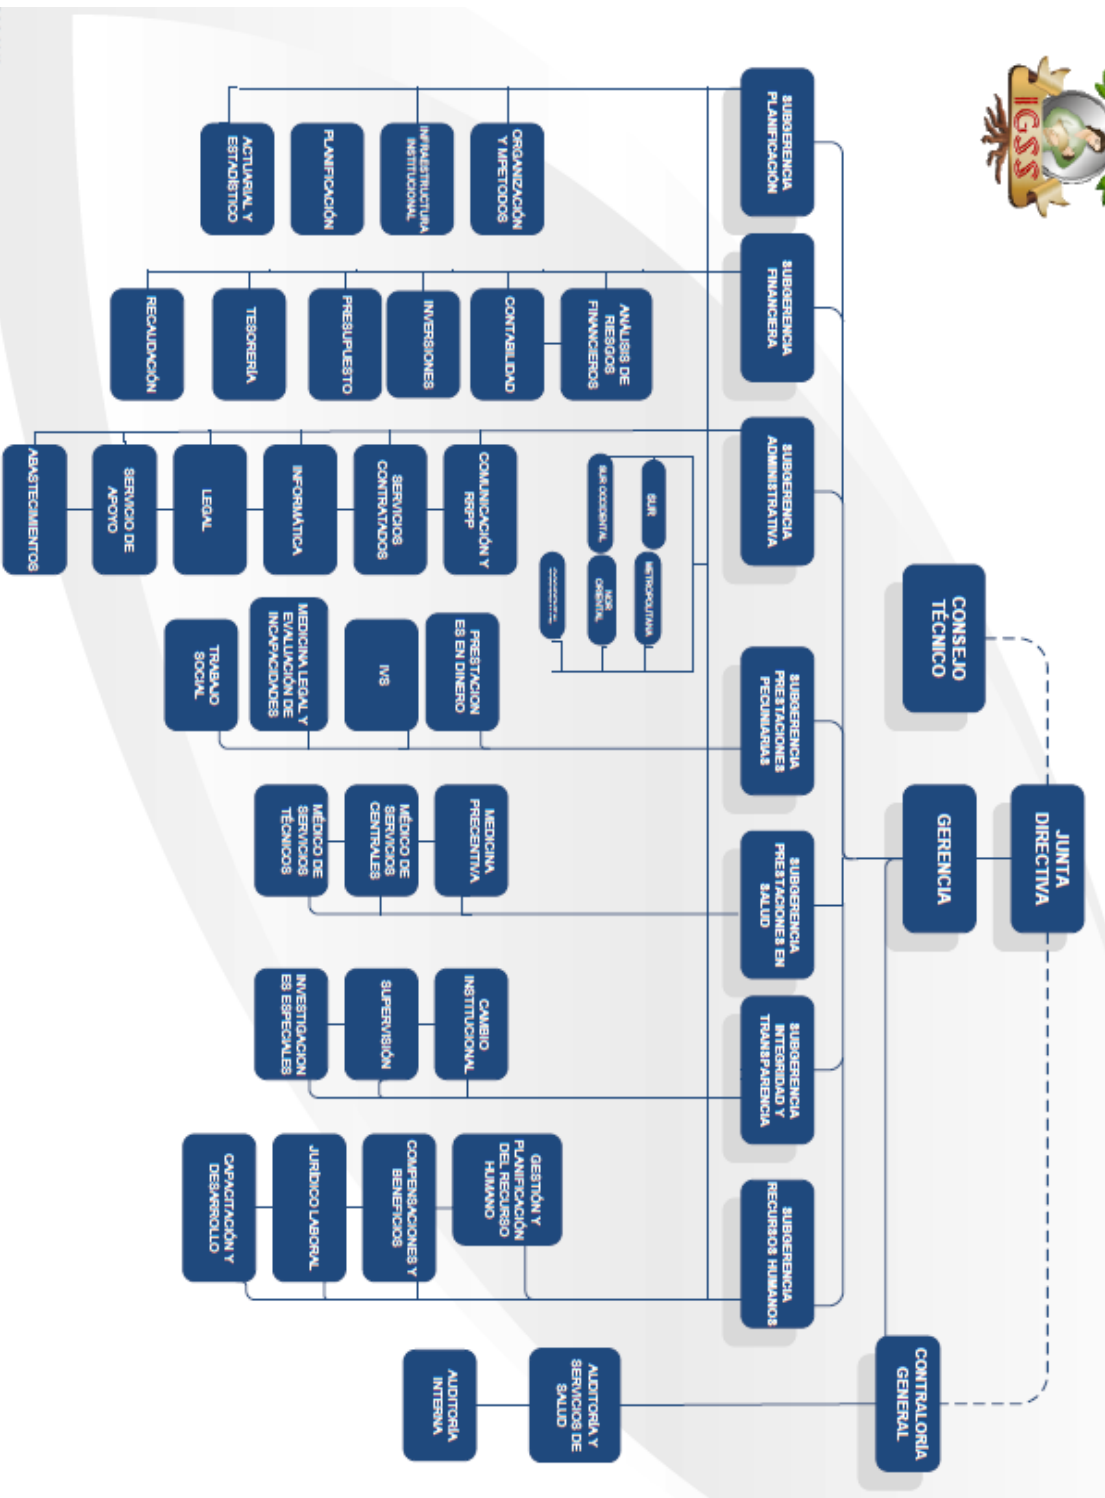 IGSS
JUNTA
DIRECTIVA
CONSEJO
TÉCNICO
GERENCIA
CONTRALORÍA
GENERAL
SUBGERENCIA
PLANIFICACIÓN
SUBGERENCIA
FINANCIERA
SUBGERENCIA
ADMINISTRATIVA
SUBGERENCIA
PRESTACIONES
PECUNIARIAS
SUBGERENCIA
PRESTACIONES EN
SALUD
SUBGERENCIA
INTEGRIDAD Y
TRANSPARENCIA
SUBGERENCIA
RECURSOS HUMANOS
ORGANIZACIÓN
Y MPETODOS
INFRAESTRUCTURA
INSTITUCIONAL
PLANIFICACIÓN
ACTUARIAL Y
ESTADÍSTICO
ANÁLISIS DE
RIESGOS
FINANCIEROS
CONTABILIDAD
INVERSIONES
PRESUPUESTO
TESORERÍA
RECAUDACIÓN
SUR
METROPOLITANA
SUR OCCIDENTAL
NOR
ORIENTAL
COMUNICACIÓN Y
RRPP
SERVICIOS
CONTRATADOS
INFORMÁTICA
LEGAL
SERVICIO DE
APOYO
ABASTECIMIENTOS
PRESTACION
ES EN DINERO
IVS
MEDICINA LEGAL Y
EVALUACIÓN DE
INCAPACIDADES
TRABAJO
SOCIAL
MEDICINA
PRECENTIVA
MÉDICO DE
SERVICIOS
CENTRALES
MÉDICO DE
SERVICIOS
TÉCNICOS
CAMBIO
INSTITUCIONAL
SUPERVISIÓN
INVESTIGACION
ES ESPECIALES
GESTIÓN Y
PLANIFICACIÓN
DEL RECURSO
HUMANO
COMPENSACIONES Y
BENEFICIOS
JURÍDICO LABORAL
CAPACITACIÓN Y
DESARROLLO
AUDITORÍA Y
SERVICIOS DE
SALUD
AUDITORÍA
INTERNA